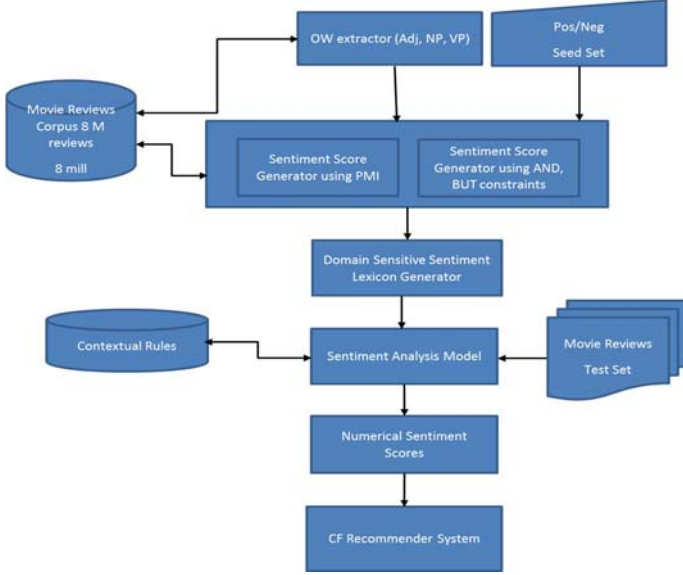 OW extractor (Adj, NP, VP)
Pos/Neg
Seed Set
Movie Reviews
Corpus 8 M
reviews
8 mill
Sentiment Score
Generator using PMI
Sentiment Score
Generator using AND,
BUT constraints
Domain Sensitive Sentiment
Lexicon Generator
Contextual Rules
Sentiment Analysis Model
Movie Reviews
Test Set
Numerical Sentiment
Scores
CF Recommender System